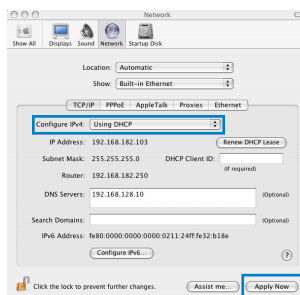 Network
Show All Displays Sound Network Startup Disk
Location: Automatic
Show: Built-in Ethernet
TCP/IP PPPoE AppleTalk Proxies Ethernet
Configure IPv4: Using DHCP
IP Address: 192.168.182.103 Renew DHCP Lease
Subnet Mask: 255.255.255.0 DHCP Client ID:
(If required)
Router: 192.168.182.250
DNS Servers: 192.168.128.10 (Optional)
Search Domains: (Optional)
IPv6 Address: fe80:0000:0000:0000:0211:24ff:fe32:b18e
Configure IPv6... ?
Click the lock to prevent further changes. Assist me... Apply Now